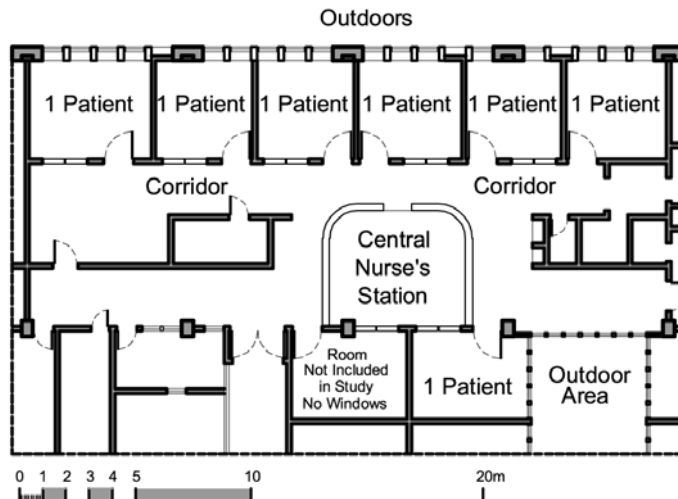 Outdoors
1 Patient
1 Patient
1 Patient
1 Patient
1 Patient
1 Patient
Corridor
Corridor
Central
Nurse's
Station
Room
Not Included
in Study
No Windows
1 Patient
Outdoor
Area
0 1 2 3 4 5 10 20m